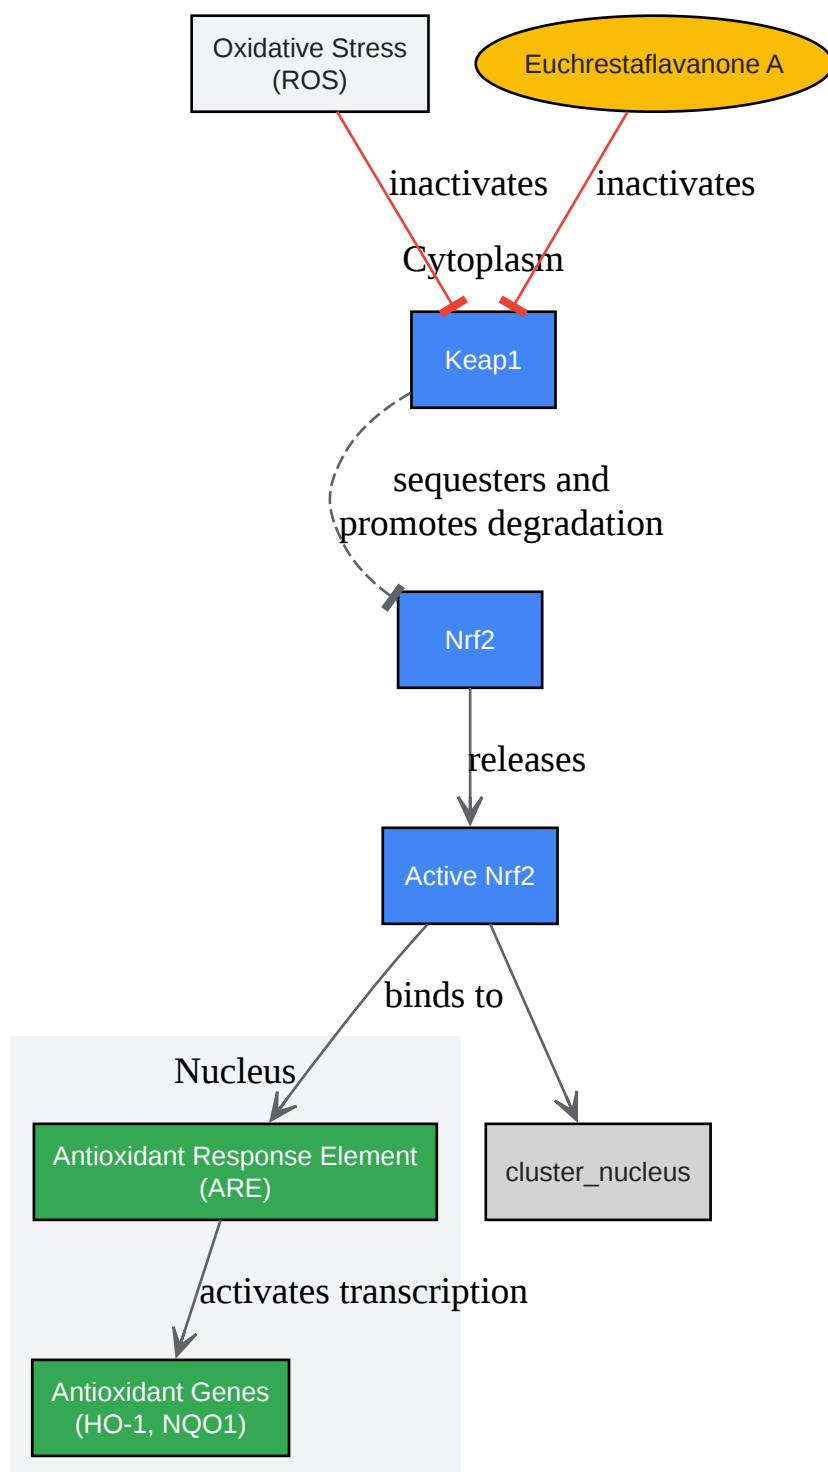 Oxidative Stress
(ROS)
Euchrestaflavanone A
inactivates
inactivates
Cytoplasm
Keap1
sequesters and
promotes degradation
Nrf2
releases
Active Nrf2
binds to
Nucleus
Antioxidant Response Element
(ARE)
cluster_nucleus
activates transcription
Antioxidant Genes
(HO-1, NQO1)